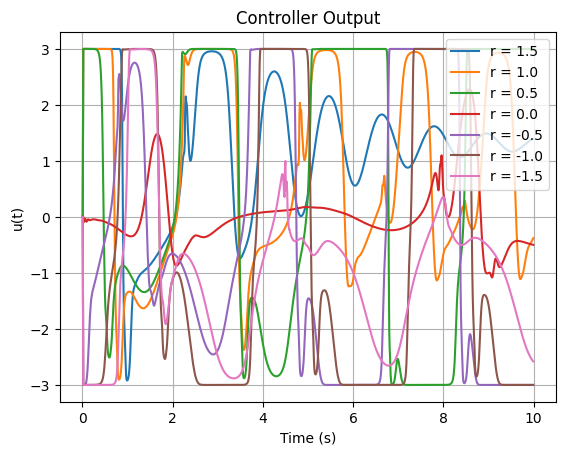 Controller Output
u(t)
3
2
1
0
−1
−2
−3
r = 1.5
r = 1.0
r = 0.5
r = 0.0
r = -0.5
r = -1.0
r = -1.5
0 2 4 6 8 10
Time (s)